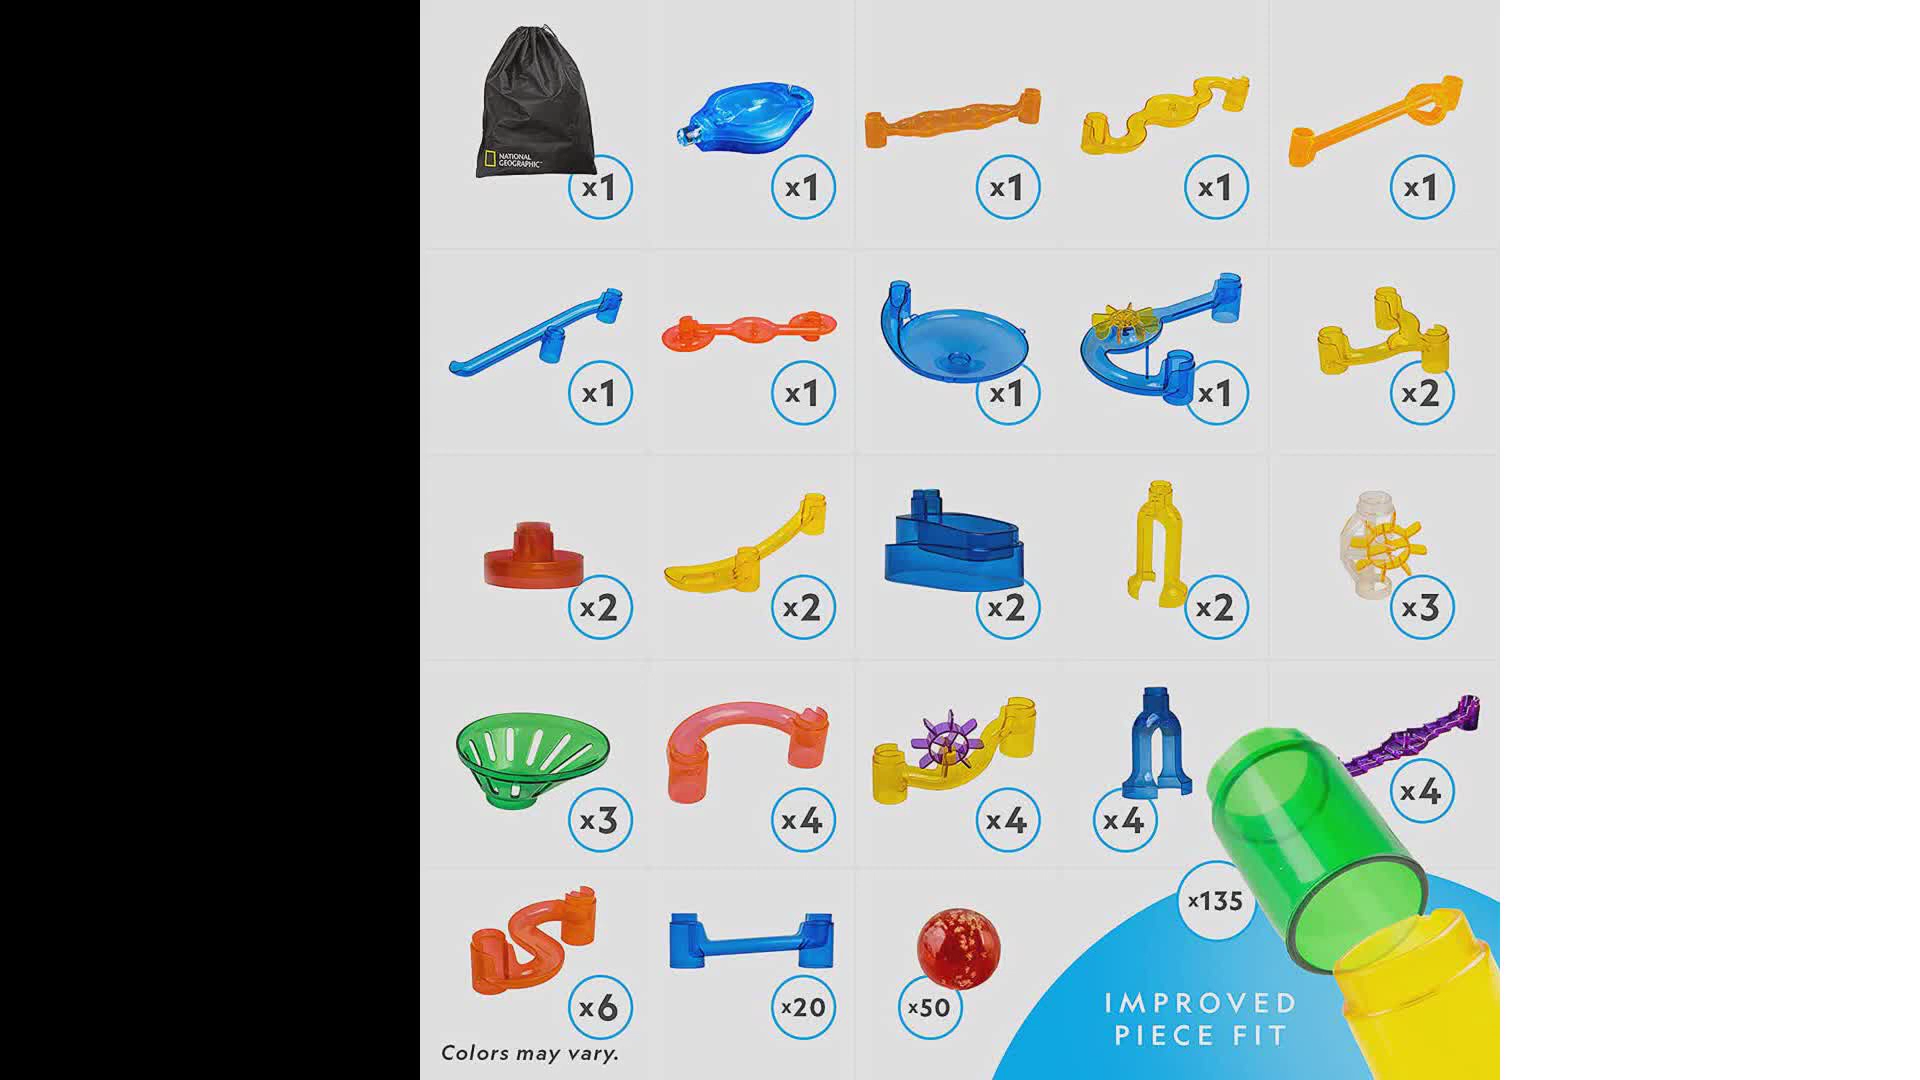 NATIONAL
GEOGRAPHIC
x1
x1
x1
x1
x1
x1
x1
x1
x1
x2
x2
x2
x2
x2
x3
x3
x4
x4
x4
x4
x135
x6
x20
x50
IMPROVED
PIECE FIT
Colors may vary.